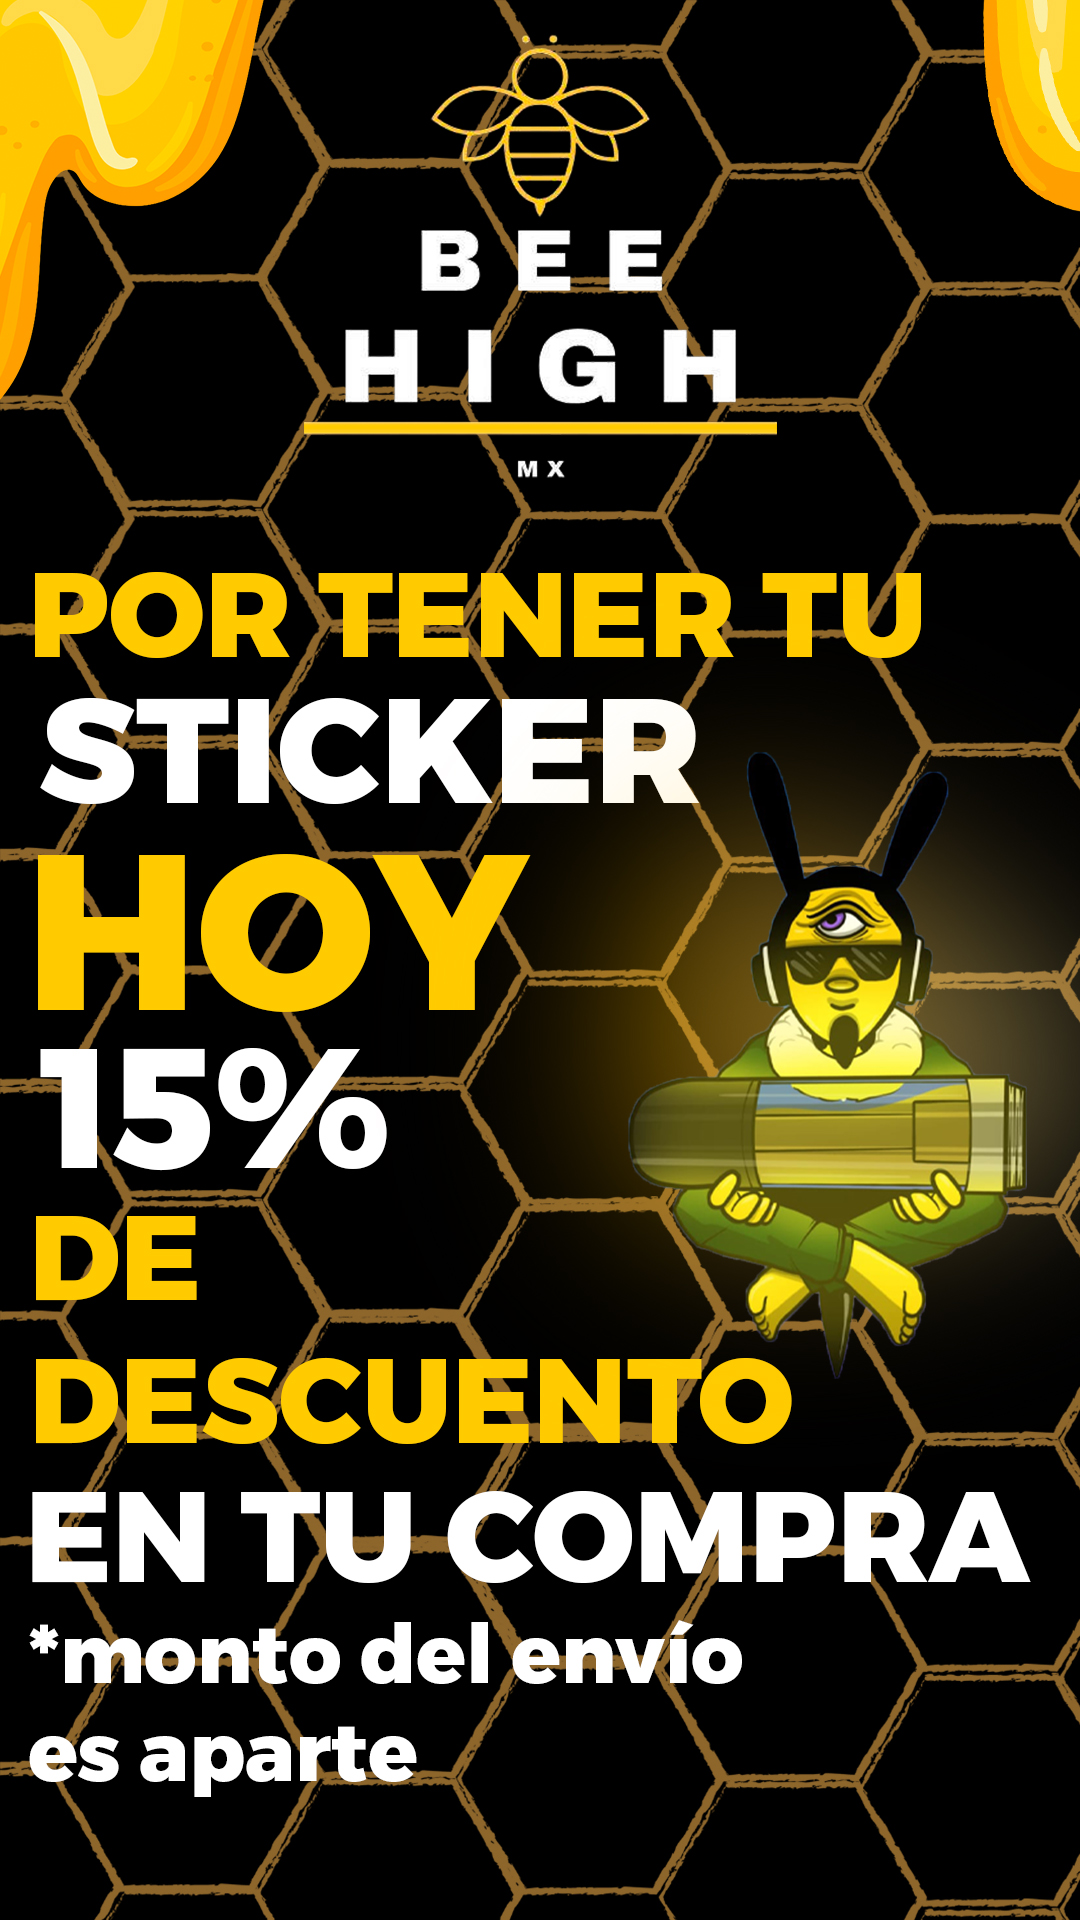 BEE
HIGH
MX
POR TENER TU
STICKER
HOY
15%
DE
DESCUENTO
EN TU COMPRA
*monto del envío
es aparte